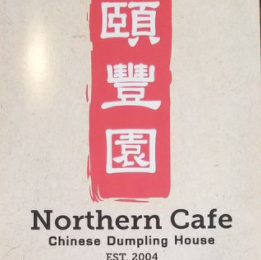 頤
豐
園
Northern Cafe
Chinese Dumpling House
EST. 2004